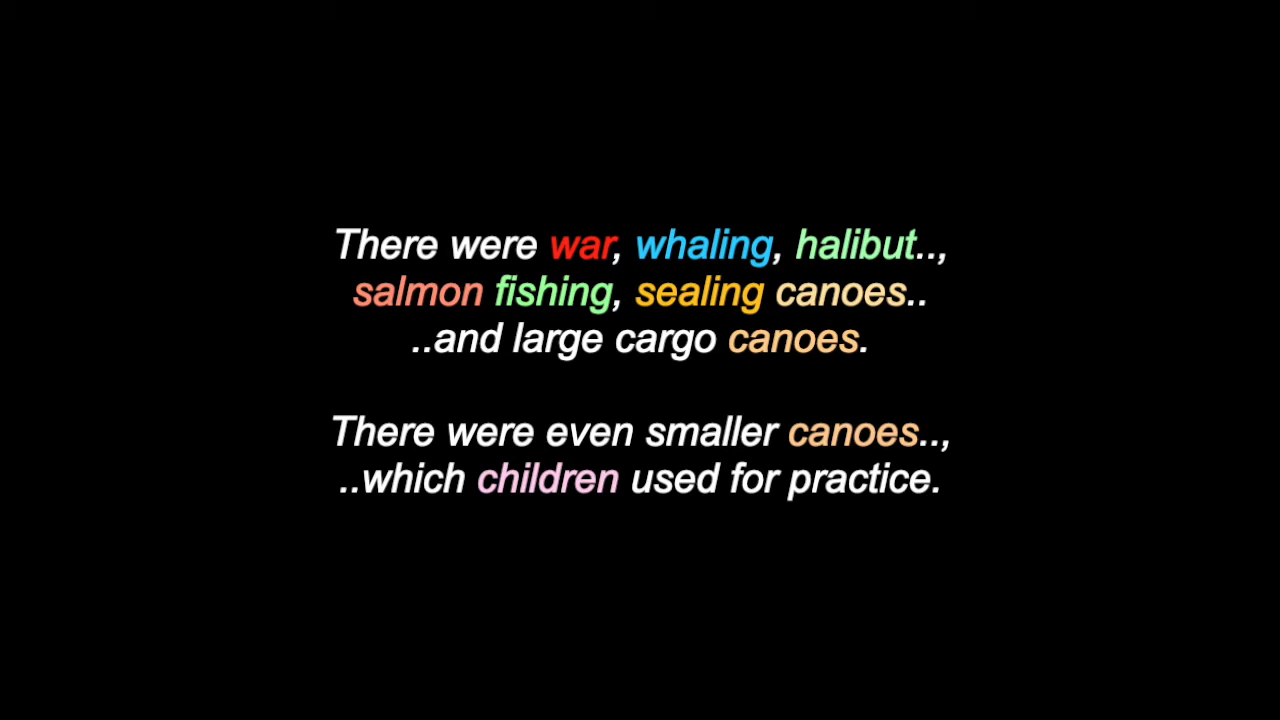 There were war, whaling, halibut..,
salmon fishing, sealing canoes..
..and large cargo canoes.
There were even smaller canoes..,
..which children used for practice.